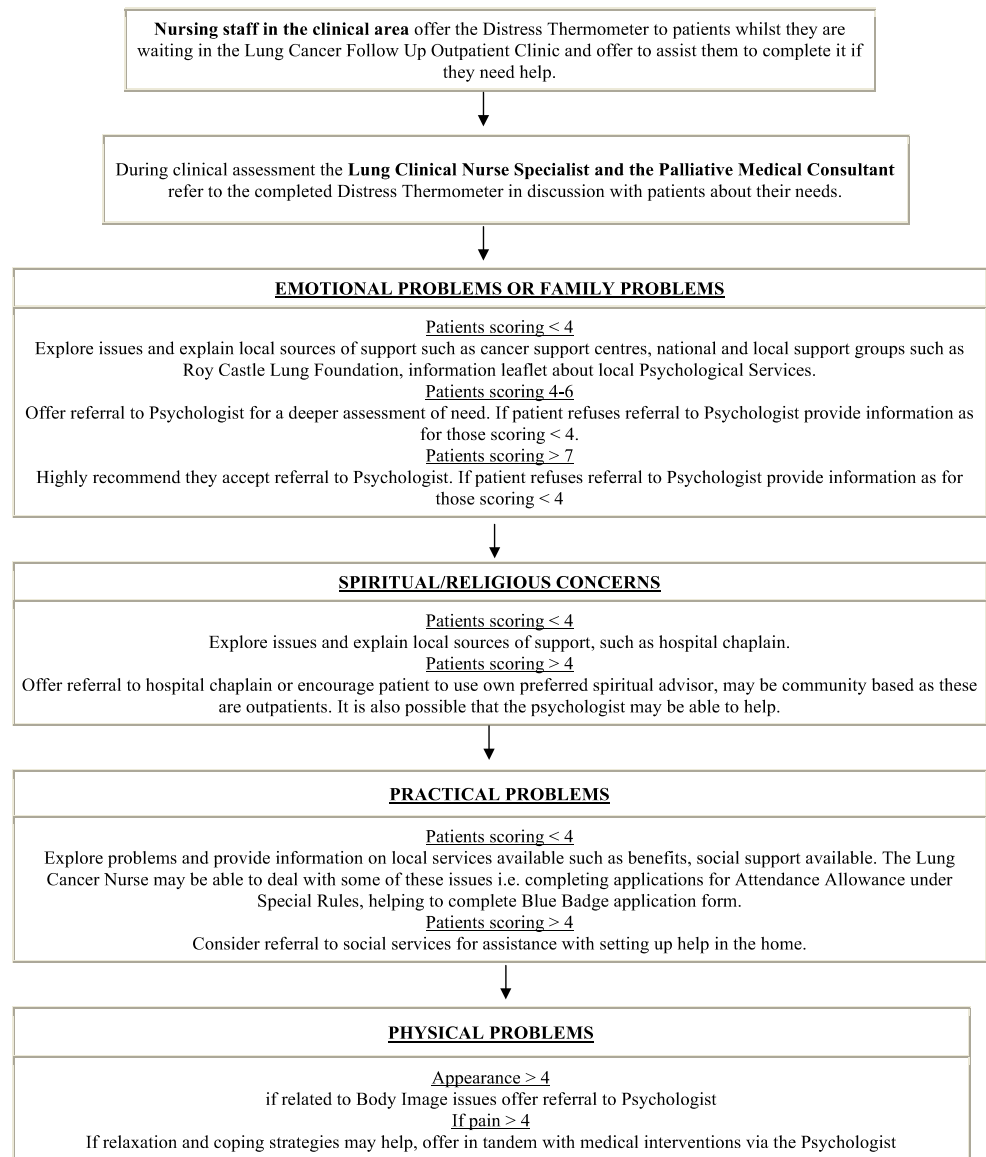 Nursing staff in the clinical area offer the Distress Thermometer to patients whilst they are
waiting in the Lung Cancer Follow Up Outpatient Clinic and offer to assist them to complete it if
they need help.
During clinical assessment the Lung Clinical Nurse Specialist and the Palliative Medical Consultant
refer to the completed Distress Thermometer in discussion with patients about their needs.
EMOTIONAL PROBLEMS OR FAMILY PROBLEMS
Patients scoring < 4
Explore issues and explain local sources of support such as cancer support centres, national and local support groups such as
Roy Castle Lung Foundation, information leaflet about local Psychological Services.
Patients scoring 4-6
Offer referral to Psychologist for a deeper assessment of need. If patient refuses referral to Psychologist provide information as
for those scoring < 4.
Patients scoring > 7
Highly recommend they accept referral to Psychologist. If patient refuses referral to Psychologist provide information as for
those scoring < 4
SPIRITUAL/RELIGIOUS CONCERNS
Patients scoring < 4
Explore issues and explain local sources of support, such as hospital chaplain.
Patients scoring > 4
Offer referral to hospital chaplain or encourage patient to use own preferred spiritual advisor, may be community based as these
are outpatients. It is also possible that the psychologist may be able to help.
PRACTICAL PROBLEMS
Patients scoring < 4
Explore problems and provide information on local services available such as benefits, social support available. The Lung
Cancer Nurse may be able to deal with some of these issues i.e. completing applications for Attendance Allowance under
Special Rules, helping to complete Blue Badge application form.
Patients scoring > 4
Consider referral to social services for assistance with setting up help in the home.
PHYSICAL PROBLEMS
Appearance > 4
if related to Body Image issues offer referral to Psychologist
If pain > 4
If relaxation and coping strategies may help, offer in tandem with medical interventions via the Psychologist